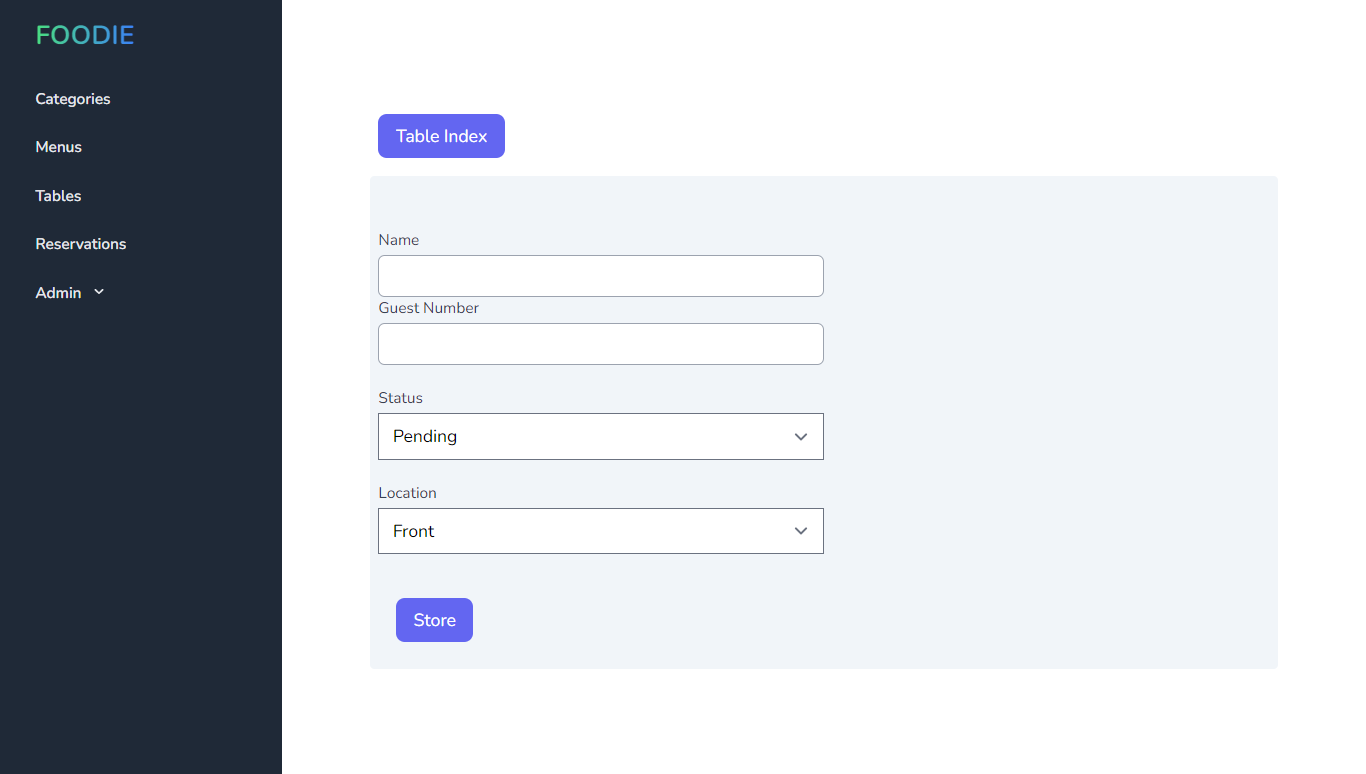 FOODIE
Categories
Menus
Tables
Reservations
Admin
Table Index
Name
Guest Number
Status
Pending
Location
Front
Store